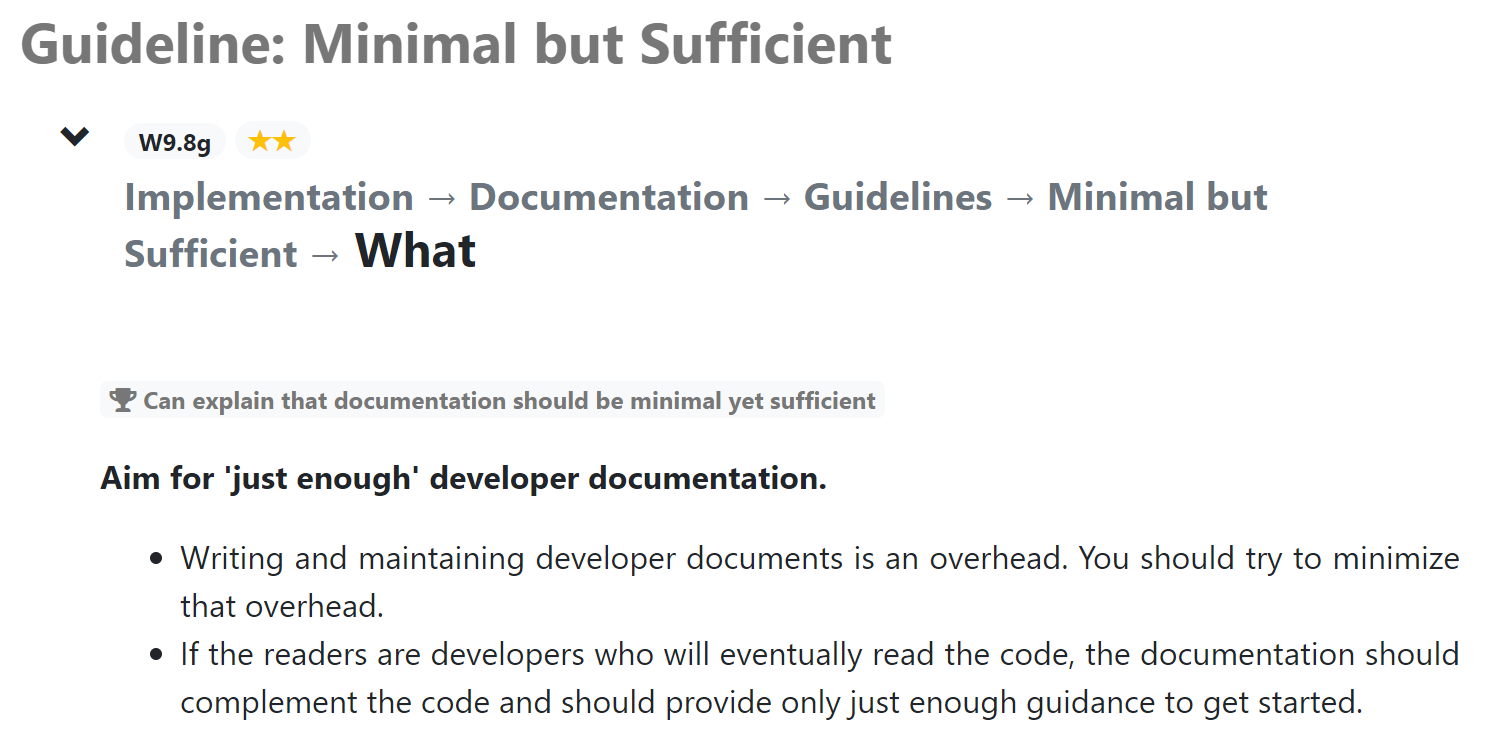 Guideline: Minimal but Sufficient
W9.8g ★★
Implementation → Documentation → Guidelines → Minimal but
Sufficient → What
Can explain that documentation should be minimal yet sufficient
Aim for 'just enough' developer documentation.
• Writing and maintaining developer documents is an overhead. You should try to minimize
that overhead.
• If the readers are developers who will eventually read the code, the documentation should
complement the code and should provide only just enough guidance to get started.